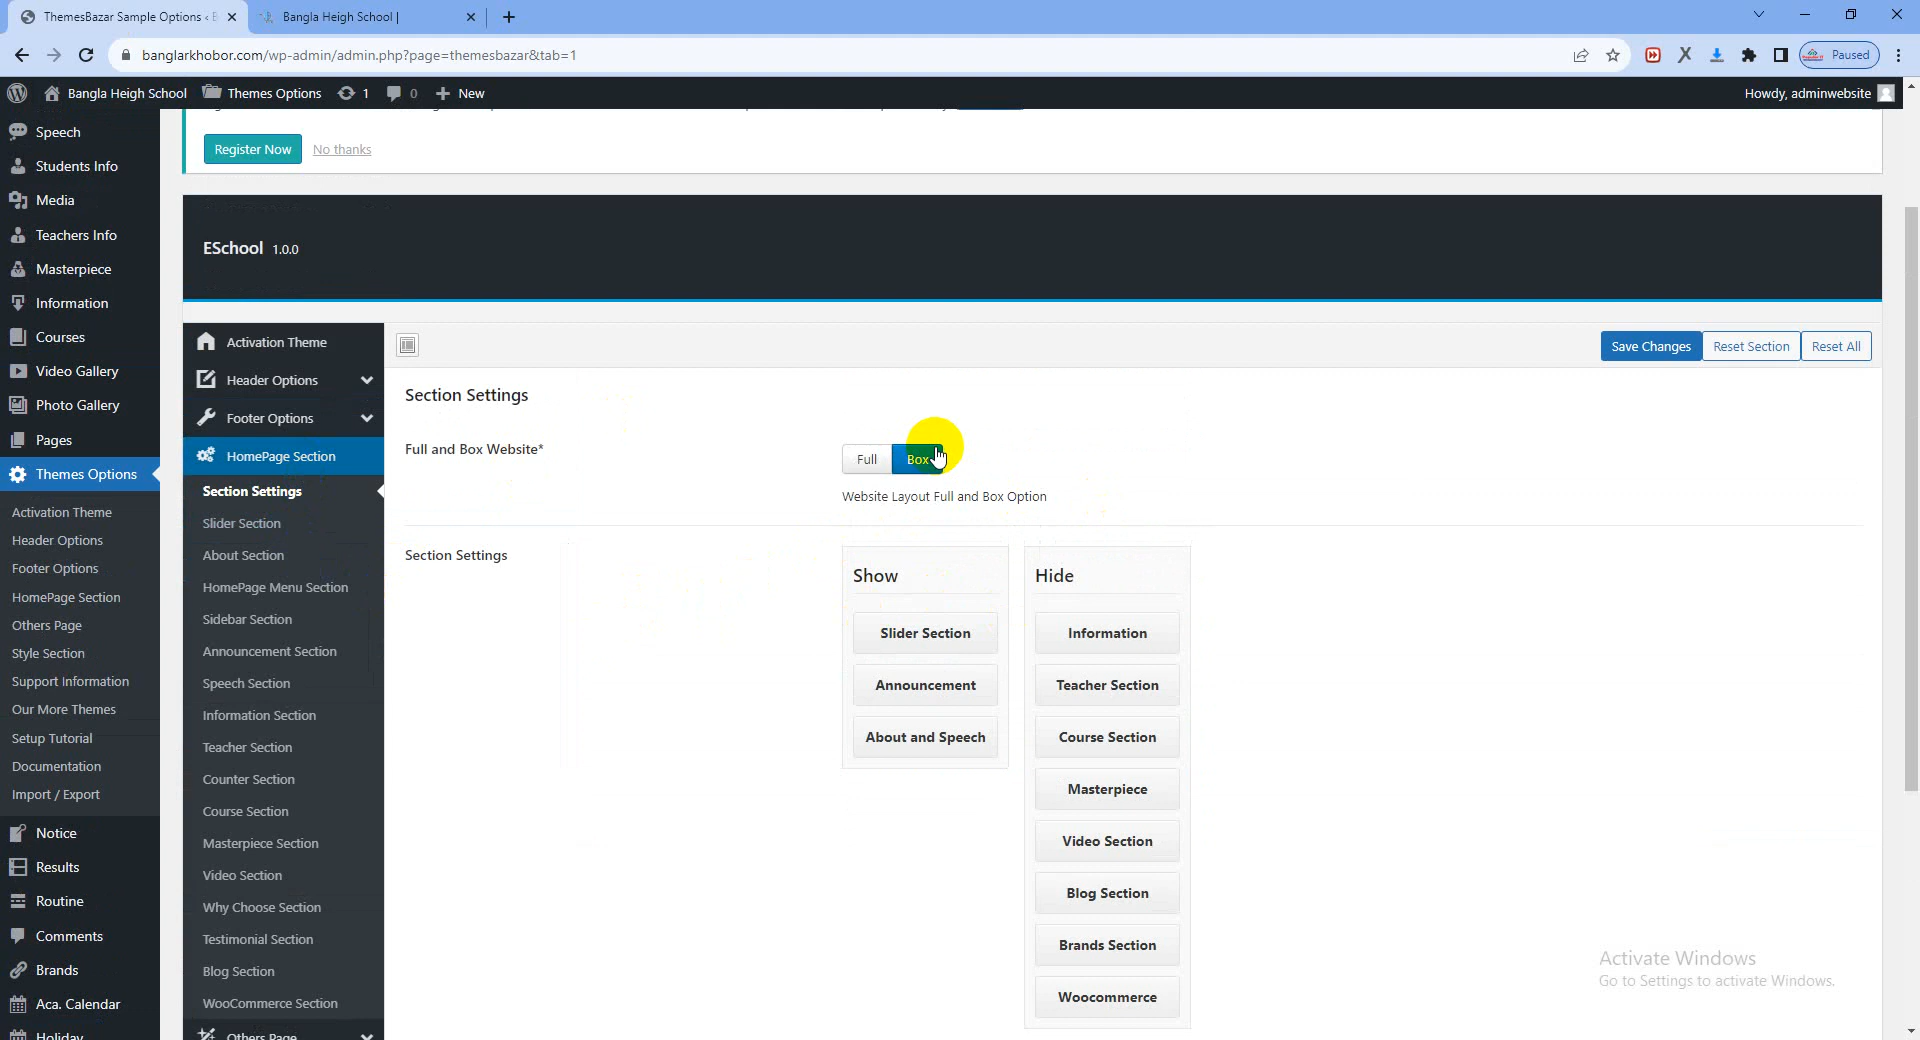 ThemesBazar Sample Options ‹ B
Bangla Heigh School |
banglarkhobor.com/wp-admin/admin.php?page=themesbazar&tab=1
Paused
Bangla Heigh School
Themes Options
1
0
New
Howdy, adminwebsite
Speech
Students Info
Media
Teachers Info
Masterpiece
Information
Courses
Video Gallery
Photo Gallery
Pages
Themes Options
Activation Theme
Header Options
Footer Options
HomePage Section
Others Page
Style Section
Support Information
Our More Themes
Setup Tutorial
Documentation
Import / Export
Notice
Results
Routine
Comments
Brands
Aca. Calendar
Holiday
Register Now
No thanks
ESchool 1.0.0
Activation Theme
Header Options
Footer Options
HomePage Section
Section Settings
Slider Section
About Section
HomePage Menu Section
Sidebar Section
Announcement Section
Speech Section
Information Section
Teacher Section
Counter Section
Course Section
Masterpiece Section
Video Section
Why Choose Section
Testimonial Section
Blog Section
WooCommerce Section
Others Page
Save Changes
Reset Section
Reset All
Section Settings
Full and Box Website*
Full
Box
Website Layout Full and Box Option
Section Settings
Show
Slider Section
Announcement
About and Speech
Hide
Information
Teacher Section
Course Section
Masterpiece
Video Section
Blog Section
Brands Section
Woocommerce
Activate Windows
Go to Settings to activate Windows.